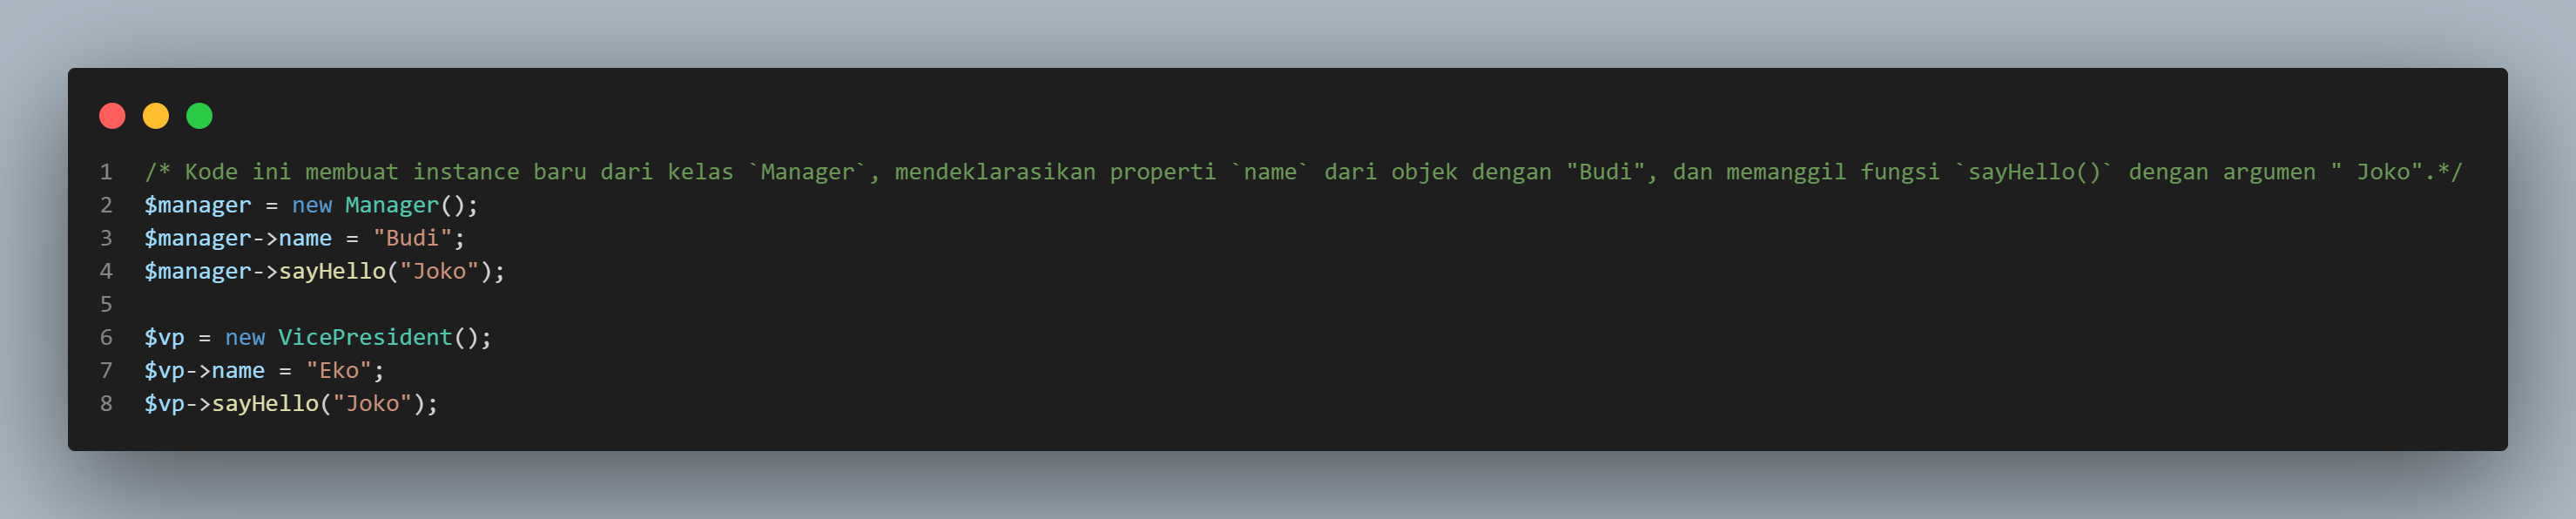 1 /* Kode ini membuat instance baru dari kelas `Manager`, mendeklarasikan properti `name` dari objek dengan "Budi", dan memanggil fungsi `sayHello()` dengan argumen " Joko".*/
2 $manager = new Manager();
3 $manager->name = "Budi";
4 $manager->sayHello("Joko");
5
6 $vp = new VicePresident();
7 $vp->name = "Eko";
8 $vp->sayHello("Joko");